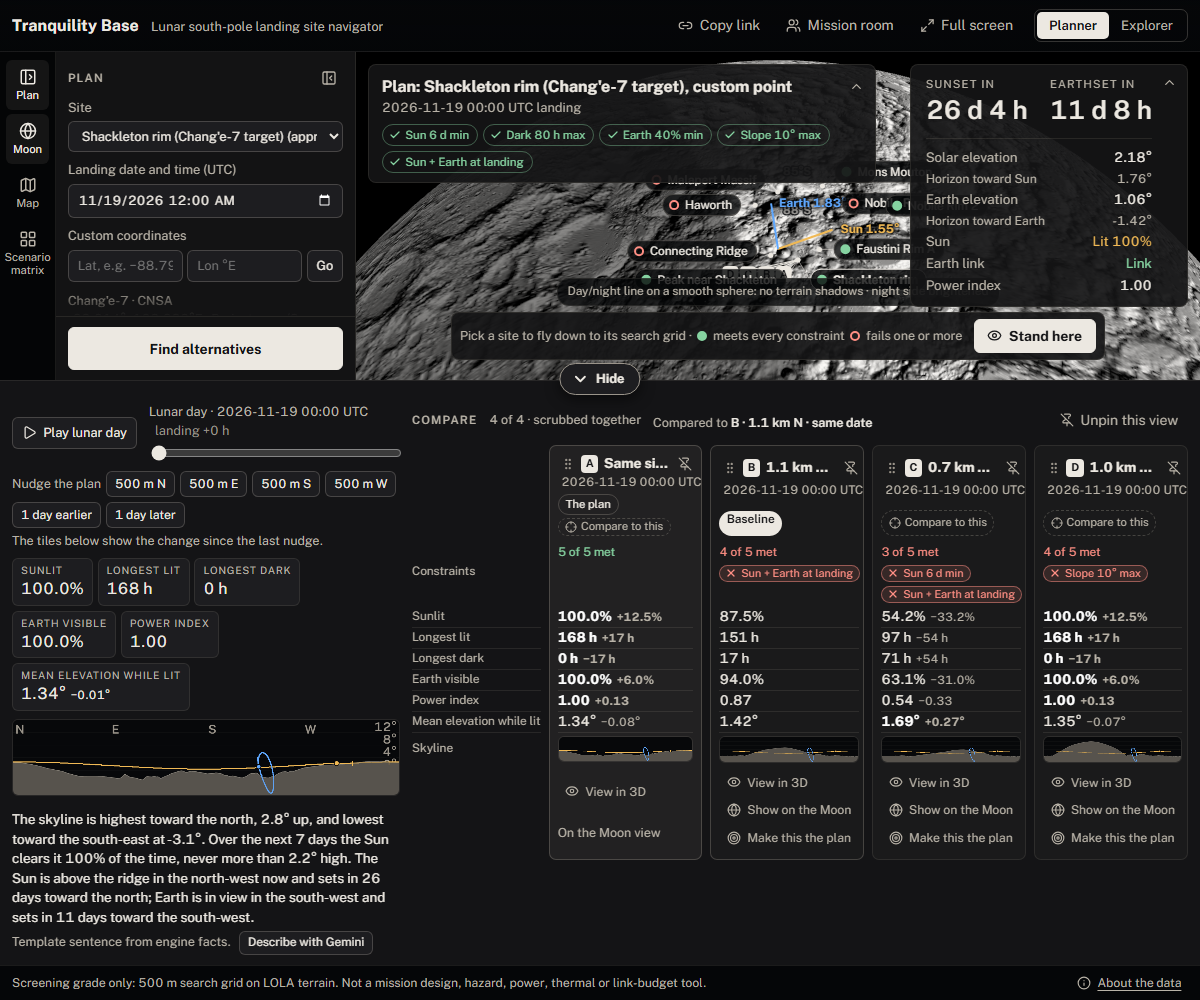 Tranquility Base Lunar south-pole landing site navigator
Copy link
Mission room
Full screen
Planner
Explorer
Plan
Moon
Map
Scenario
matrix
PLAN
Site
Shackleton rim (Chang'e-7 target) (appr
Landing date and time (UTC)
11/19/2026 12:00 AM
Custom coordinates
Lat, e.g. −88.79
Lon °E
Go
Chang'e-7 · CNSA
Find alternatives
Plan: Shackleton rim (Chang'e-7 target), custom point
2026-11-19 00:00 UTC landing
Sun 6 d min
Dark 80 h max
Earth 40% min
Slope 10° max
Sun + Earth at landing
Malapert Massif
Mons Mou
Haworth
Earth 1.83
88°S
Nob
Sun 1.55°
Connecting Ridge
Faustini R
Peak near Shackleton
Shackleton rim
Day/night line on a smooth sphere: no terrain shadows · night si
Pick a site to fly down to its search grid · meets every constraint fails one or more
Stand here
Hide
SUNSET IN
26 d 4 h
EARTHSET IN
11 d 8 h
Solar elevation 2.18°
Horizon toward Sun 1.76°
Earth elevation 1.06°
Horizon toward Earth -1.42°
Sun Lit 100%
Earth link Link
Power index 1.00
Play lunar day
Lunar day · 2026-11-19 00:00 UTC
landing +0 h
Nudge the plan
500 m N
500 m E
500 m S
500 m W
1 day earlier
1 day later
The tiles below show the change since the last nudge.
SUNLIT
100.0%
LONGEST LIT
168 h
LONGEST DARK
0 h
EARTH VISIBLE
100.0%
POWER INDEX
1.00
MEAN ELEVATION WHILE LIT
1.34° −0.01°
N E S W 12°
8°
4°
0°
The skyline is highest toward the north, 2.8° up, and lowest
toward the south-east at -3.1°. Over the next 7 days the Sun
clears it 100% of the time, never more than 2.2° high. The
Sun is above the ridge in the north-west now and sets in 26
days toward the north; Earth is in view in the south-west and
sets in 11 days toward the south-west.
Template sentence from engine facts.
Describe with Gemini
COMPARE 4 of 4 · scrubbed together Compared to B · 1.1 km N · same date
Unpin this view
A Same si...
2026-11-19 00:00 UTC
The plan
Compare to this
B 1.1 km ...
2026-11-19 00:00 UTC
Baseline
C 0.7 km ...
2026-11-19 00:00 UTC
Compare to this
D 1.0 km ...
2026-11-19 00:00 UTC
Compare to this
Constraints
5 of 5 met
4 of 5 met
Sun + Earth at landing
3 of 5 met
Sun 6 d min
Sun + Earth at landing
4 of 5 met
Slope 10° max
Sunlit 100.0% +12.5% 87.5% 54.2% −33.2% 100.0% +12.5%
Longest lit 168 h +17 h 151 h 97 h −54 h 168 h +17 h
Longest dark 0 h −17 h 17 h 71 h +54 h 0 h −17 h
Earth visible 100.0% +6.0% 94.0% 63.1% −31.0% 100.0% +6.0%
Power index 1.00 +0.13 0.87 0.54 −0.33 1.00 +0.13
Mean elevation while lit 1.34° −0.08° 1.42° 1.69° +0.27° 1.35° −0.07°
Skyline
View in 3D
On the Moon view
View in 3D
Show on the Moon
Make this the plan
View in 3D
Show on the Moon
Make this the plan
View in 3D
Show on the Moon
Make this the plan
Screening grade only: 500 m search grid on LOLA terrain. Not a mission design, hazard, power, thermal or link-budget tool.
About the data